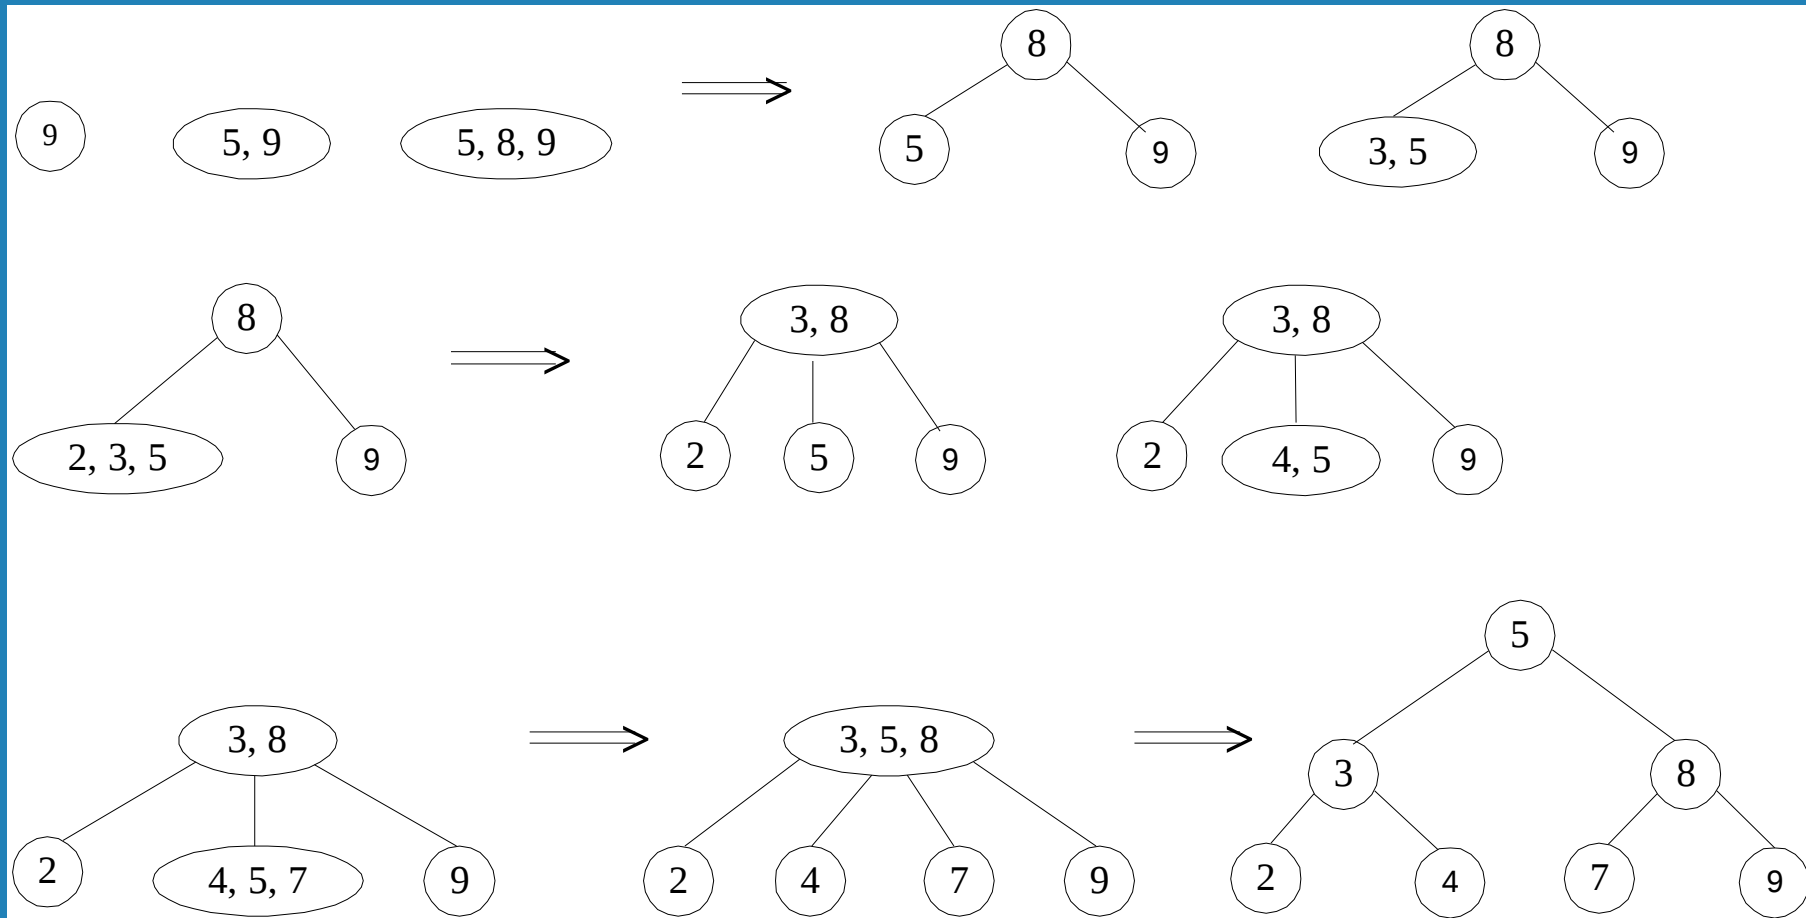 8 8
9 5, 9 5, 8, 9 5 9 3, 5 9
8 3, 8 3, 8
2, 3, 5 9 2 5 9 2 4, 5 9
5
3, 8 3, 5, 8 3 8
2 4, 5, 7 9 2 4 7 9 2 4 7 9